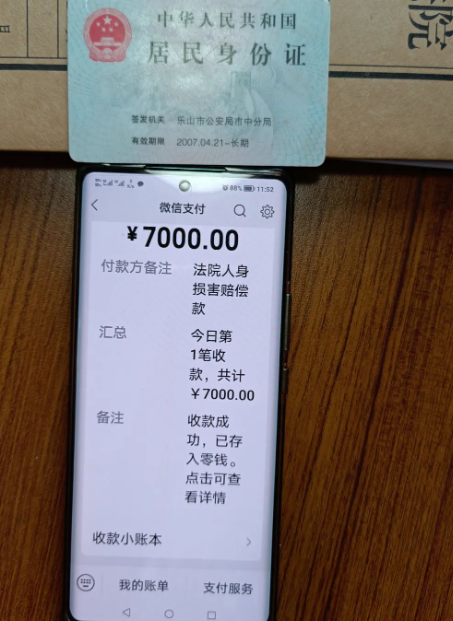 院
中华人民共和国
居民身份证
签发机关 乐山市公安局市中分局
有效期限 2007.04.21-长期
88% 11:52
微信支付
¥7000.00
付款方备注 法院人身
损害赔偿
款
汇总 今日第
1笔收
款，共计
¥7000.00
备注 收款成
功，已存
入零钱。
点击可查
看详情
收款小账本
我的账单 支付服务